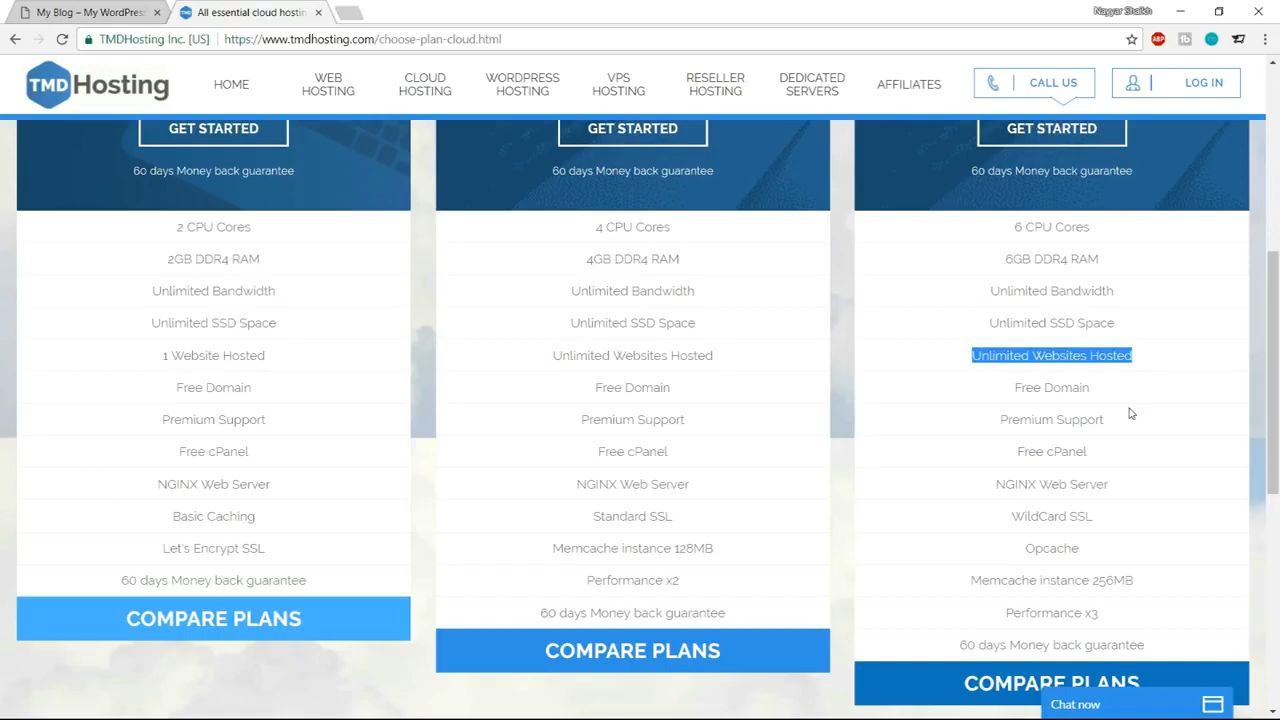 My Blog – My WordPres
All essential cloud hostin
Nayyar Shaikh
TMDHosting Inc. [US]
https://www.tmdhosting.com/choose-plan-cloud.html
ABP
TMDHosting
HOME
WEB HOSTING
CLOUD HOSTING
WORDPRESS HOSTING
VPS HOSTING
RESELLER HOSTING
DEDICATED SERVERS
AFFILIATES
CALL US
LOG IN
GET STARTED
60 days Money back guarantee
2 CPU Cores
2GB DDR4 RAM
Unlimited Bandwidth
Unlimited SSD Space
1 Website Hosted
Free Domain
Premium Support
Free cPanel
NGINX Web Server
Basic Caching
Let's Encrypt SSL
60 days Money back guarantee
COMPARE PLANS
GET STARTED
60 days Money back guarantee
4 CPU Cores
4GB DDR4 RAM
Unlimited Bandwidth
Unlimited SSD Space
Unlimited Websites Hosted
Free Domain
Premium Support
Free cPanel
NGINX Web Server
Standard SSL
Memcache instance 128MB
Performance x2
60 days Money back guarantee
COMPARE PLANS
GET STARTED
60 days Money back guarantee
6 CPU Cores
6GB DDR4 RAM
Unlimited Bandwidth
Unlimited SSD Space
Unlimited Websites Hosted
Free Domain
Premium Support
Free cPanel
NGINX Web Server
WildCard SSL
Opcache
Memcache instance 256MB
Performance x3
60 days Money back guarantee
COMPARE PLANS
Chat now